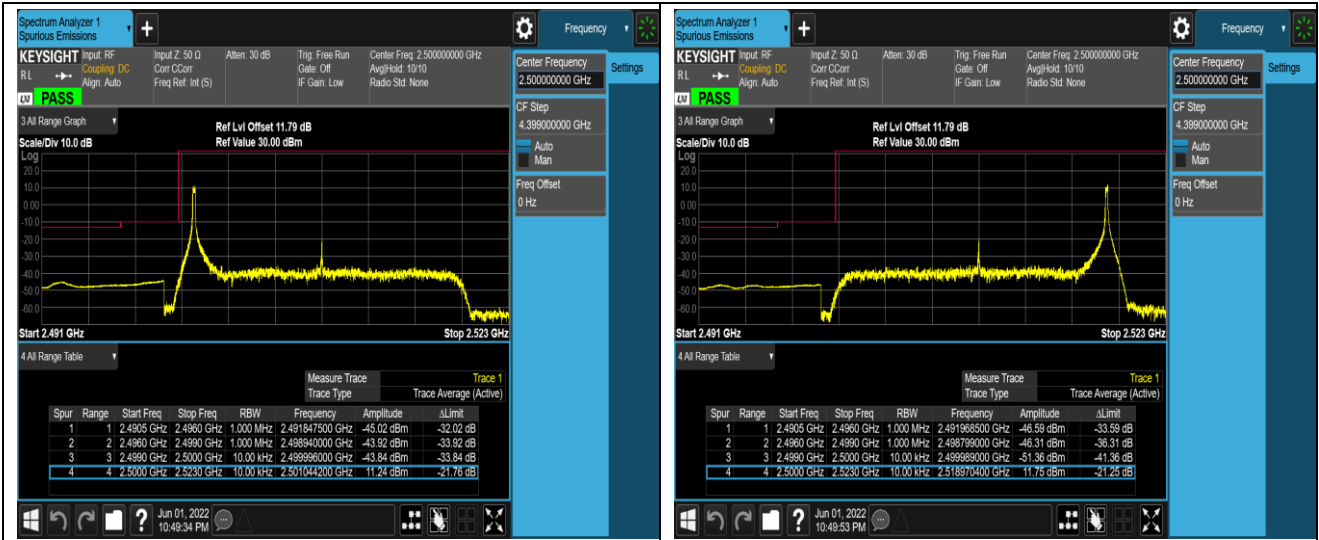 Spectrum Analyzer 1
Spurious Emissions
Frequency
KEYSIGHT Input: RF Input Z: 50 Ω Atten: 30 dB Trig: Free Run Center Freq: 2.500000000 GHz
RL Coupling: DC Corr CCorr Gate: Off Avg|Hold: 10/10
Align: Auto Freq Ref: Int (S) IF Gain: Low Radio Std: None
LXI PASS
Center Frequency
2.500000000 GHz
Settings
CF Step
4.399000000 GHz
Auto
Man
Freq Offset
0 Hz
3 All Range Graph
Ref Lvl Offset 11.79 dB
Scale/Div 10.0 dB Ref Value 30.00 dBm
Log
20.0
10.0
0.00
-10.0
-20.0
-30.0
-40.0
-50.0
-60.0
Start 2.491 GHz Stop 2.523 GHz
4 All Range Table
Measure Trace Trace 1
Trace Type Trace Average (Active)
Spur Range Start Freq Stop Freq RBW Frequency Amplitude ΔLimit
1 1 2.4905 GHz 2.4960 GHz 1.000 MHz 2.491847500 GHz -45.02 dBm -32.02 dB
2 2 2.4960 GHz 2.4990 GHz 1.000 MHz 2.498940000 GHz -43.92 dBm -33.92 dB
3 3 2.4990 GHz 2.5000 GHz 10.00 kHz 2.499996000 GHz -43.84 dBm -33.84 dB
4 4 2.5000 GHz 2.5230 GHz 10.00 kHz 2.501044200 GHz 11.24 dBm -21.76 dB
Jun 01, 2022
10:49:34 PM
Spectrum Analyzer 1
Spurious Emissions
Frequency
KEYSIGHT Input: RF Input Z: 50 Ω Atten: 30 dB Trig: Free Run Center Freq: 2.500000000 GHz
RL Coupling: DC Corr CCorr Gate: Off Avg|Hold: 10/10
Align: Auto Freq Ref: Int (S) IF Gain: Low Radio Std: None
LXI PASS
Center Frequency
2.500000000 GHz
Settings
CF Step
4.399000000 GHz
Auto
Man
Freq Offset
0 Hz
3 All Range Graph
Ref Lvl Offset 11.79 dB
Scale/Div 10.0 dB Ref Value 30.00 dBm
Log
20.0
10.0
0.00
-10.0
-20.0
-30.0
-40.0
-50.0
-60.0
Start 2.491 GHz Stop 2.523 GHz
4 All Range Table
Measure Trace Trace 1
Trace Type Trace Average (Active)
Spur Range Start Freq Stop Freq RBW Frequency Amplitude ΔLimit
1 1 2.4905 GHz 2.4960 GHz 1.000 MHz 2.491968500 GHz -46.59 dBm -33.59 dB
2 2 2.4960 GHz 2.4990 GHz 1.000 MHz 2.498799000 GHz -46.31 dBm -36.31 dB
3 3 2.4990 GHz 2.5000 GHz 10.00 kHz 2.499989000 GHz -51.36 dBm -41.36 dB
4 4 2.5000 GHz 2.5230 GHz 10.00 kHz 2.518970400 GHz 11.75 dBm -21.25 dB
Jun 01, 2022
10:49:53 PM